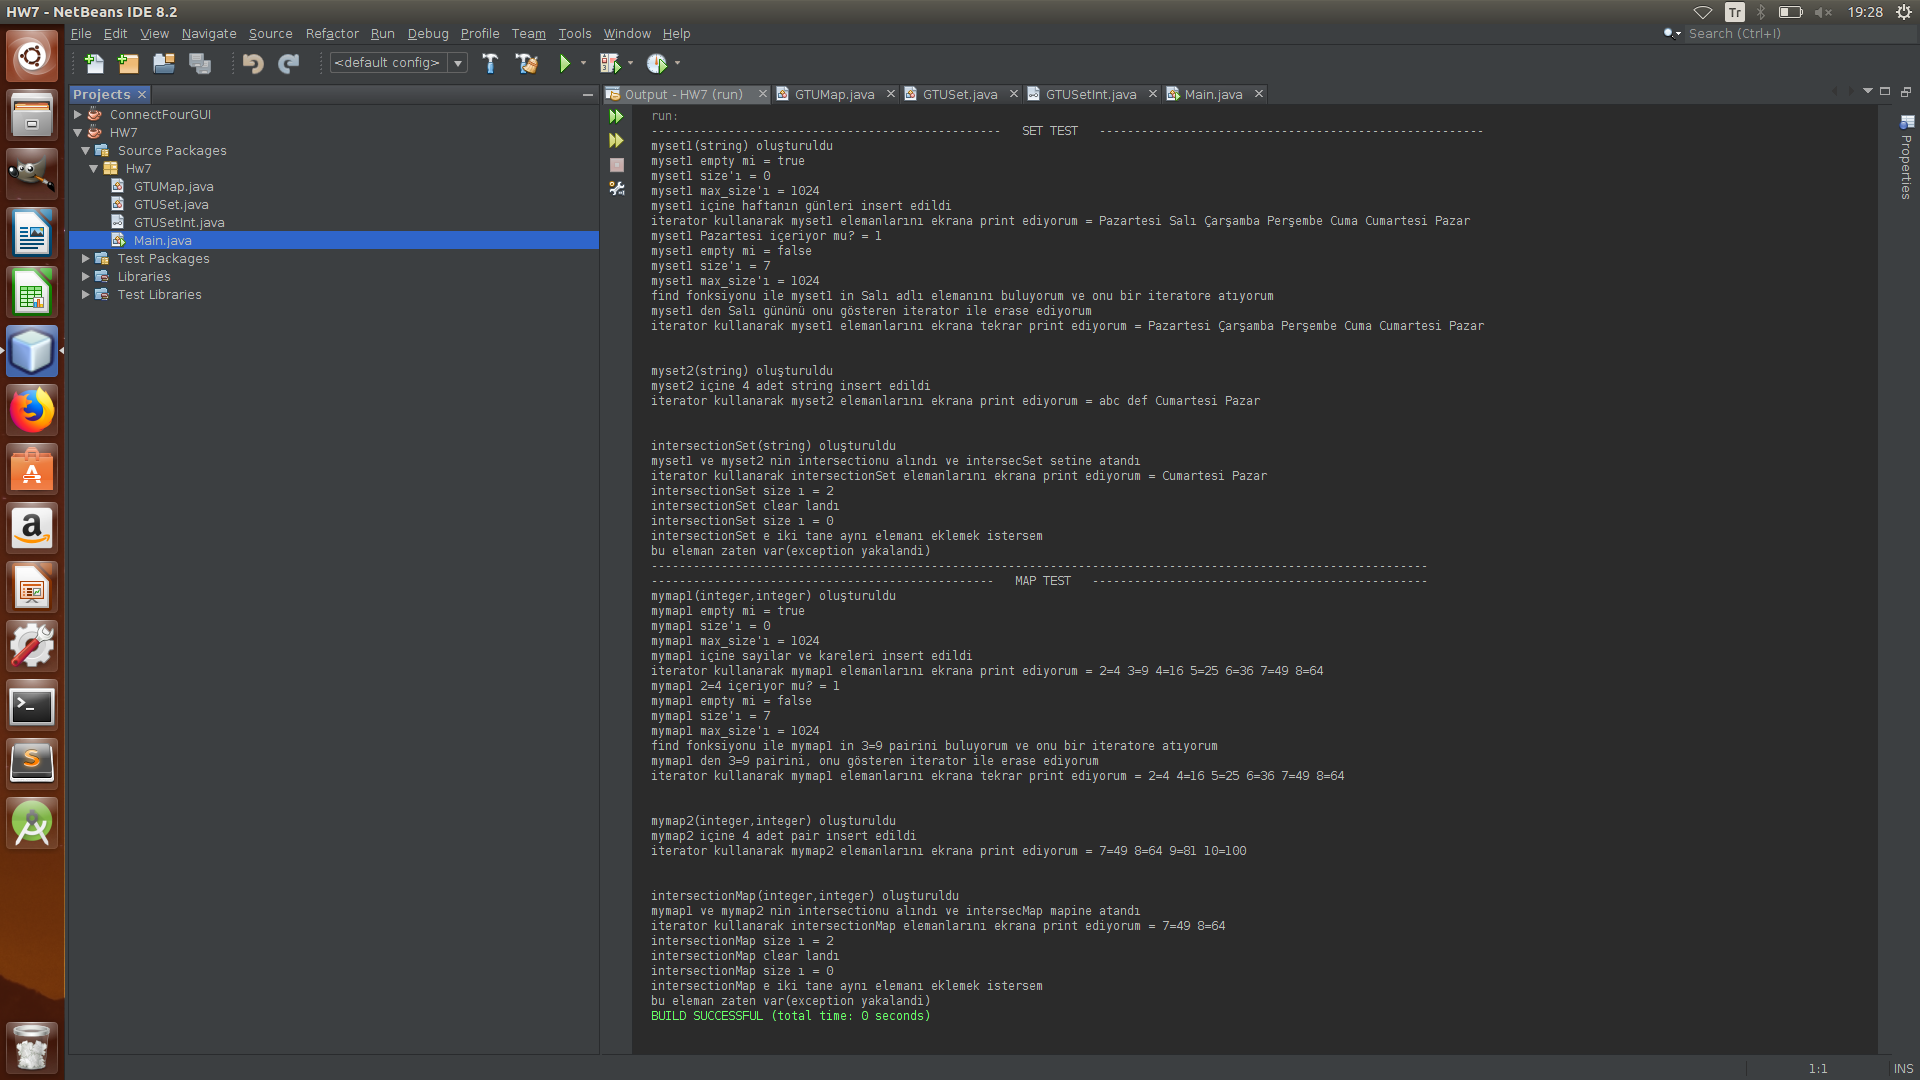 HW7 - NetBeans IDE 8.2
Tr
19:28
File Edit View Navigate Source Refactor Run Debug Profile Team Tools Window Help
Search (Ctrl+I)
<default config>
Projects
Output - HW7 (run) GTUMap.java GTUSet.java GTUSetInt.java Main.java
ConnectFourGUI
HW7
Source Packages
Hw7
GTUMap.java
GTUSet.java
GTUSetInt.java
Main.java
Test Packages
Libraries
Test Libraries
Properties
run:
-------------------------------------------------- SET TEST -------------------------------------------------------
myset1(string) oluşturuldu
myset1 empty mi = true
myset1 size'ı = 0
myset1 max_size'ı = 1024
myset1 içine haftanın günleri insert edildi
iterator kullanarak myset1 elemanlarını ekrana print ediyorum = Pazartesi Salı Çarşamba Perşembe Cuma Cumartesi Pazar
myset1 Pazartesi içeriyor mu? = 1
myset1 empty mi = false
myset1 size'ı = 7
myset1 max_size'ı = 1024
find fonksiyonu ile myset1 in Salı adlı elemanını buluyorum ve onu bir iteratore atıyorum
myset1 den Salı gününü onu gösteren iterator ile erase ediyorum
iterator kullanarak myset1 elemanlarını ekrana tekrar print ediyorum = Pazartesi Çarşamba Perşembe Cuma Cumartesi Pazar
myset2(string) oluşturuldu
myset2 içine 4 adet string insert edildi
iterator kullanarak myset2 elemanlarını ekrana print ediyorum = abc def Cumartesi Pazar
intersectionSet(string) oluşturuldu
myset1 ve myset2 nin intersectionu alındı ve intersecSet setine atandı
iterator kullanarak intersectionSet elemanlarını ekrana print ediyorum = Cumartesi Pazar
intersectionSet size ı = 2
intersectionSet clear landı
intersectionSet size ı = 0
intersectionSet e iki tane aynı elemanı eklemek istersem
bu eleman zaten var(exception yakalandi)
---------------------------------------------------------------------------------------------------------------
------------------------------------------------- MAP TEST ------------------------------------------------
mymap1(integer,integer) oluşturuldu
mymap1 empty mi = true
mymap1 size'ı = 0
mymap1 max_size'ı = 1024
mymap1 içine sayilar ve kareleri insert edildi
iterator kullanarak mymap1 elemanlarını ekrana print ediyorum = 2=4 3=9 4=16 5=25 6=36 7=49 8=64
mymap1 2=4 içeriyor mu? = 1
mymap1 empty mi = false
mymap1 size'ı = 7
mymap1 max_size'ı = 1024
find fonksiyonu ile mymap1 in 3=9 pairini buluyorum ve onu bir iteratore atıyorum
mymap1 den 3=9 pairini, onu gösteren iterator ile erase ediyorum
iterator kullanarak mymap1 elemanlarını ekrana tekrar print ediyorum = 2=4 4=16 5=25 6=36 7=49 8=64
mymap2(integer,integer) oluşturuldu
mymap2 içine 4 adet pair insert edildi
iterator kullanarak mymap2 elemanlarını ekrana print ediyorum = 7=49 8=64 9=81 10=100
intersectionMap(integer,integer) oluşturuldu
mymap1 ve mymap2 nin intersectionu alındı ve intersecMap mapine atandı
iterator kullanarak intersectionMap elemanlarını ekrana print ediyorum = 7=49 8=64
intersectionMap size ı = 2
intersectionMap clear landı
intersectionMap size ı = 0
intersectionMap e iki tane aynı elemanı eklemek istersem
bu eleman zaten var(exception yakalandi)
BUILD SUCCESSFUL (total time: 0 seconds)
1:1 INS